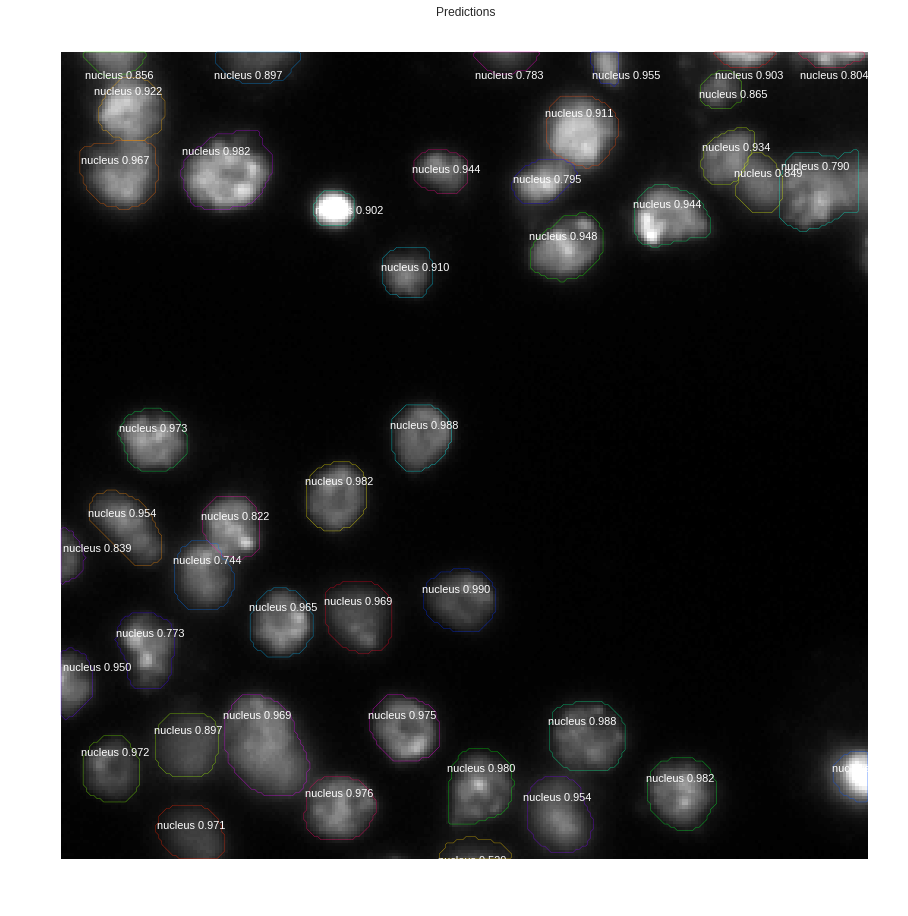 Predictions
nucleus 0.856
nucleus 0.897
nucleus 0.783
nucleus 0.955
nucleus 0.903
nucleus 0.804
nucleus 0.922
nucleus 0.865
nucleus 0.911
nucleus 0.934
nucleus 0.982
nucleus 0.967
nucleus 0.790
nucleus 0.944
nucleus 0.849
nucleus 0.795
nucleus 0.944
0.902
nucleus 0.948
nucleus 0.910
nucleus 0.988
nucleus 0.973
nucleus 0.982
nucleus 0.954
nucleus 0.822
nucleus 0.839
nucleus 0.744
nucleus 0.990
nucleus 0.969
nucleus 0.965
nucleus 0.773
nucleus 0.950
nucleus 0.969
nucleus 0.975
nucleus 0.988
nucleus 0.897
nucleus 0.972
nucleus 0.980
nuc
nucleus 0.982
nucleus 0.976
nucleus 0.954
nucleus 0.971